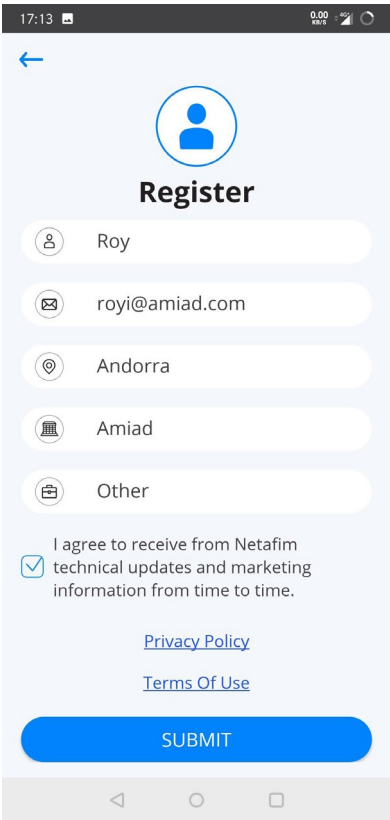 17:13
0.00
KB/S
4G+
Register
Roy
royi@amiad.com
Andorra
Amiad
Other
I agree to receive from Netafim
technical updates and marketing
information from time to time.
Privacy Policy
Terms Of Use
SUBMIT